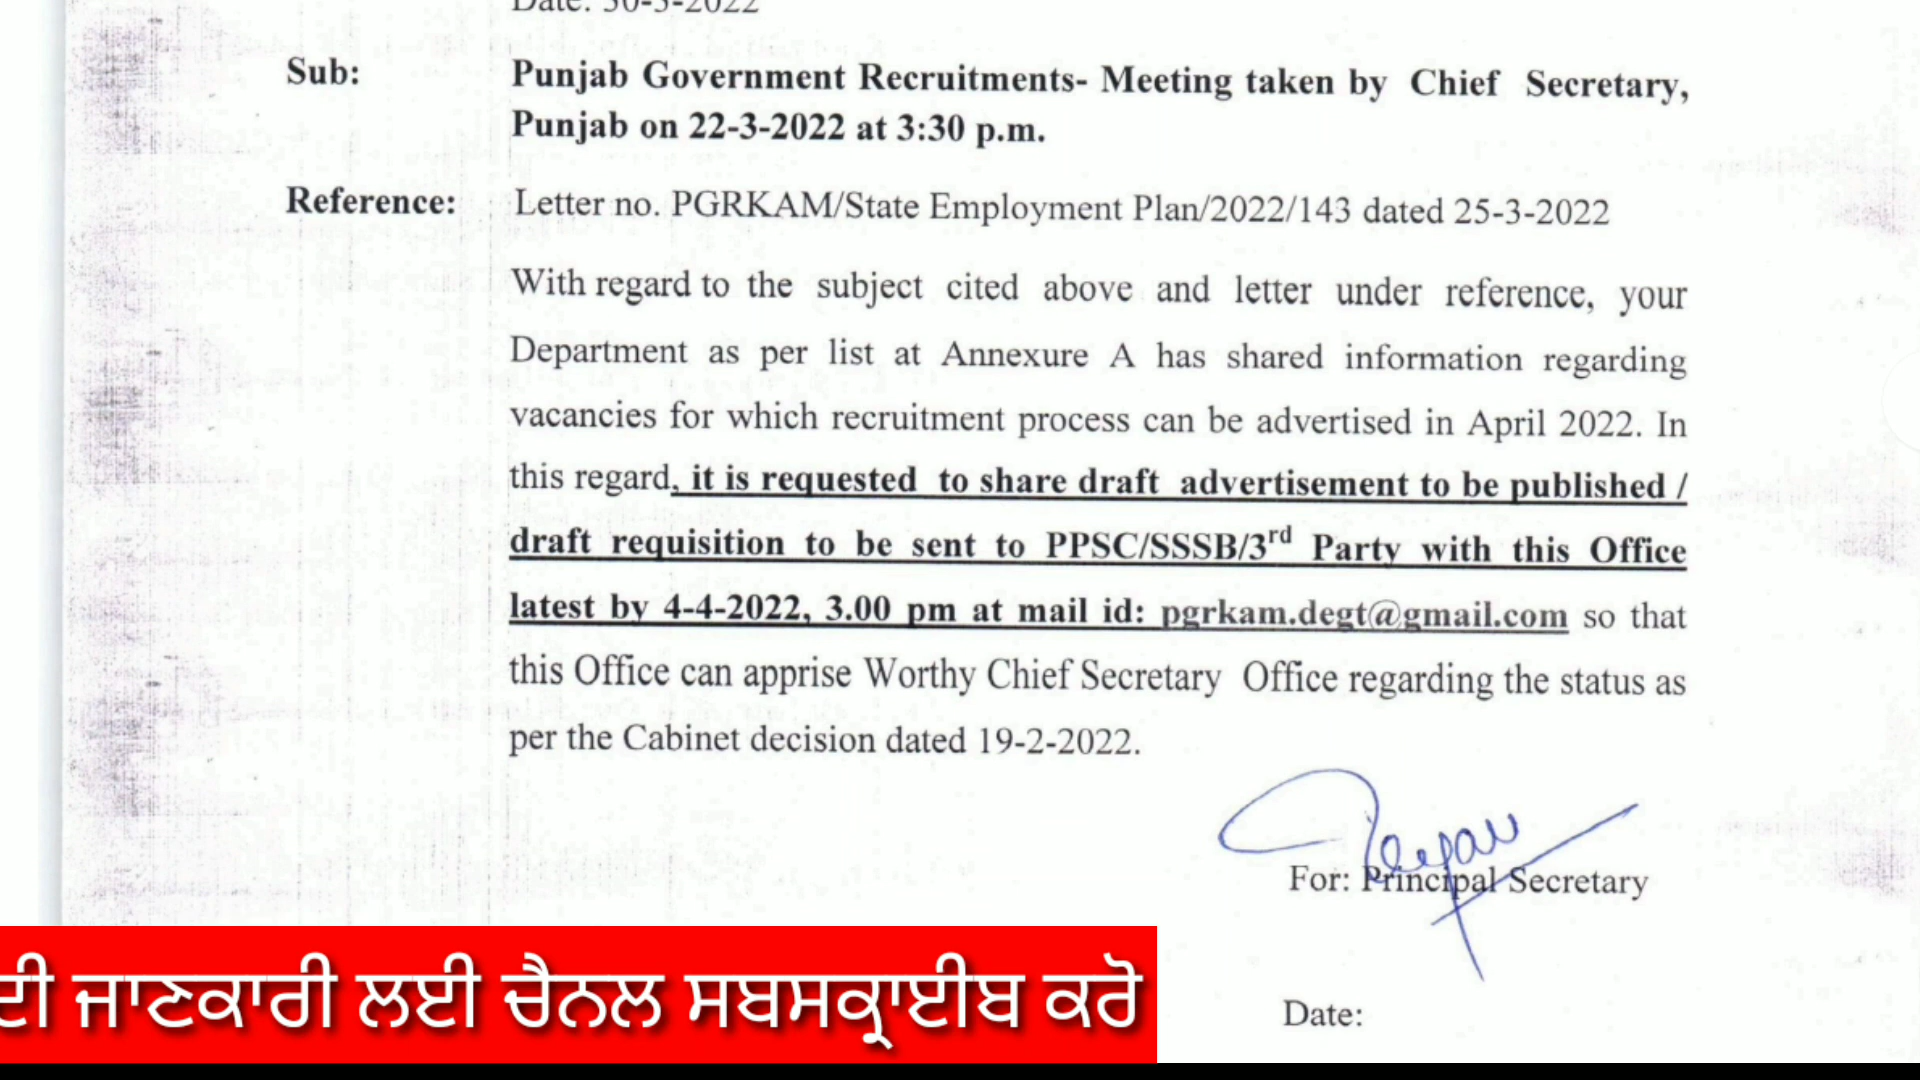 Date: 30-3-2022
Sub: Punjab Government Recruitments- Meeting taken by Chief Secretary,
Punjab on 22-3-2022 at 3:30 p.m.
Reference: Letter no. PGRKAM/State Employment Plan/2022/143 dated 25-3-2022
With regard to the subject cited above and letter under reference, your
Department as per list at Annexure A has shared information regarding
vacancies for which recruitment process can be advertised in April 2022. In
this regard, it is requested to share draft advertisement to be published /
draft requisition to be sent to PPSC/SSSB/3rd Party with this Office
latest by 4-4-2022, 3.00 pm at mail id: pgrkam.degt@gmail.com so that
this Office can apprise Worthy Chief Secretary Office regarding the status as
per the Cabinet decision dated 19-2-2022.
For: Principal Secretary
ਜਾਣਕਾਰੀ ਲਈ ਚੈਨਲ ਸਬਸਕ੍ਰਾਈਬ ਕਰੋ
Date: